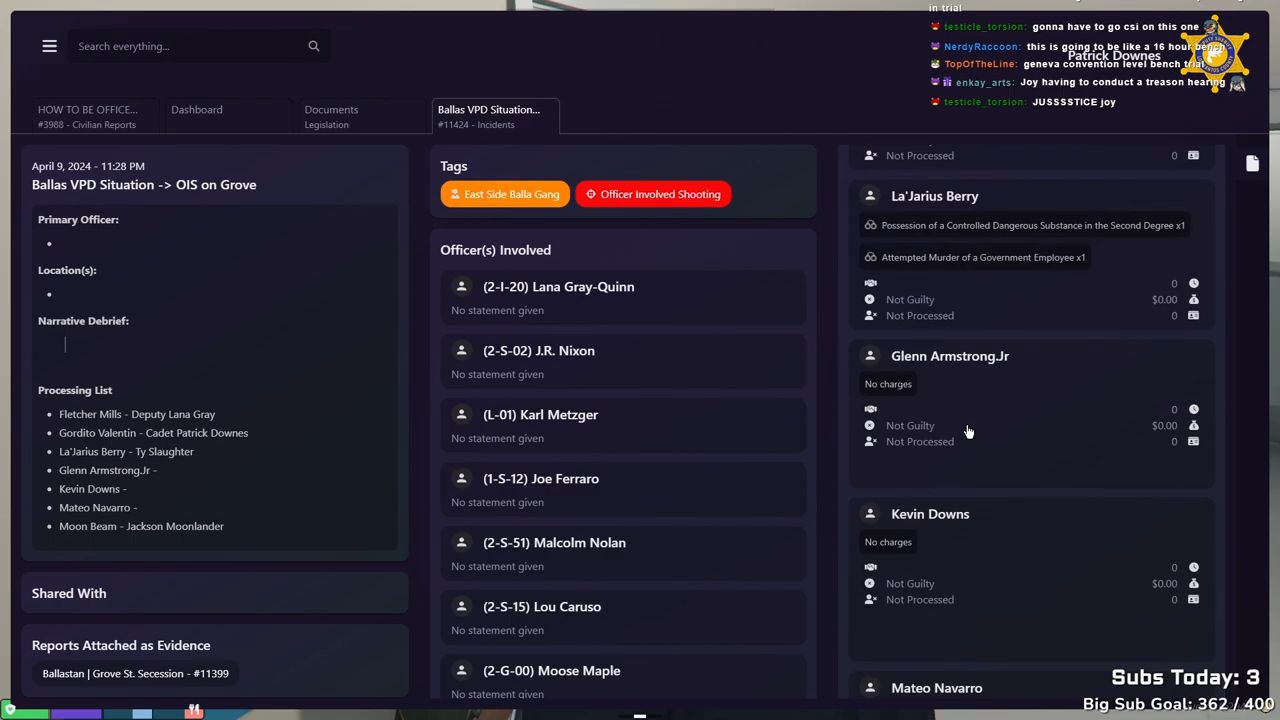 in trial
testicle_torsion: gonna have to go csi on this one
NerdyRaccoon: this is going to be like a 16 hour bench
Patrick Downes
TopOfTheLine: geneva convention level bench trial
enkay_arts: Joy having to conduct a treason hearing
testicle_torsion: JUSSSSTICE joy
Search everything...
HOW TO BE OFFICE...
#3988 - Civilian Reports
Dashboard
Documents
Legislation
Ballas VPD Situation...
#11424 - Incidents
April 9, 2024 - 11:28 PM
Ballas VPD Situation -> OIS on Grove
Primary Officer:
Location(s):
Narrative Debrief:
Processing List
Fletcher Mills - Deputy Lana Gray
Gordito Valentin - Cadet Patrick Downes
La'Jarius Berry - Ty Slaughter
Glenn Armstrong.Jr -
Kevin Downs -
Mateo Navarro -
Moon Beam - Jackson Moonlander
Shared With
Reports Attached as Evidence
Ballastan | Grove St. Secession - #11399
Tags
East Side Balla Gang
Officer Involved Shooting
Officer(s) Involved
(2-I-20) Lana Gray-Quinn
No statement given
(2-S-02) J.R. Nixon
No statement given
(L-01) Karl Metzger
No statement given
(1-S-12) Joe Ferraro
No statement given
(2-S-51) Malcolm Nolan
No statement given
(2-S-15) Lou Caruso
No statement given
(2-G-00) Moose Maple
No statement given
Not Processed 0
La'Jarius Berry
Possession of a Controlled Dangerous Substance in the Second Degree x1
Attempted Murder of a Government Employee x1
0
Not Guilty $0.00
Not Processed 0
Glenn Armstrong.Jr
No charges
0
Not Guilty $0.00
Not Processed 0
Kevin Downs
No charges
0
Not Guilty $0.00
Not Processed 0
Mateo Navarro
Subs Today: 3
Big Sub Goal: 362 / 400